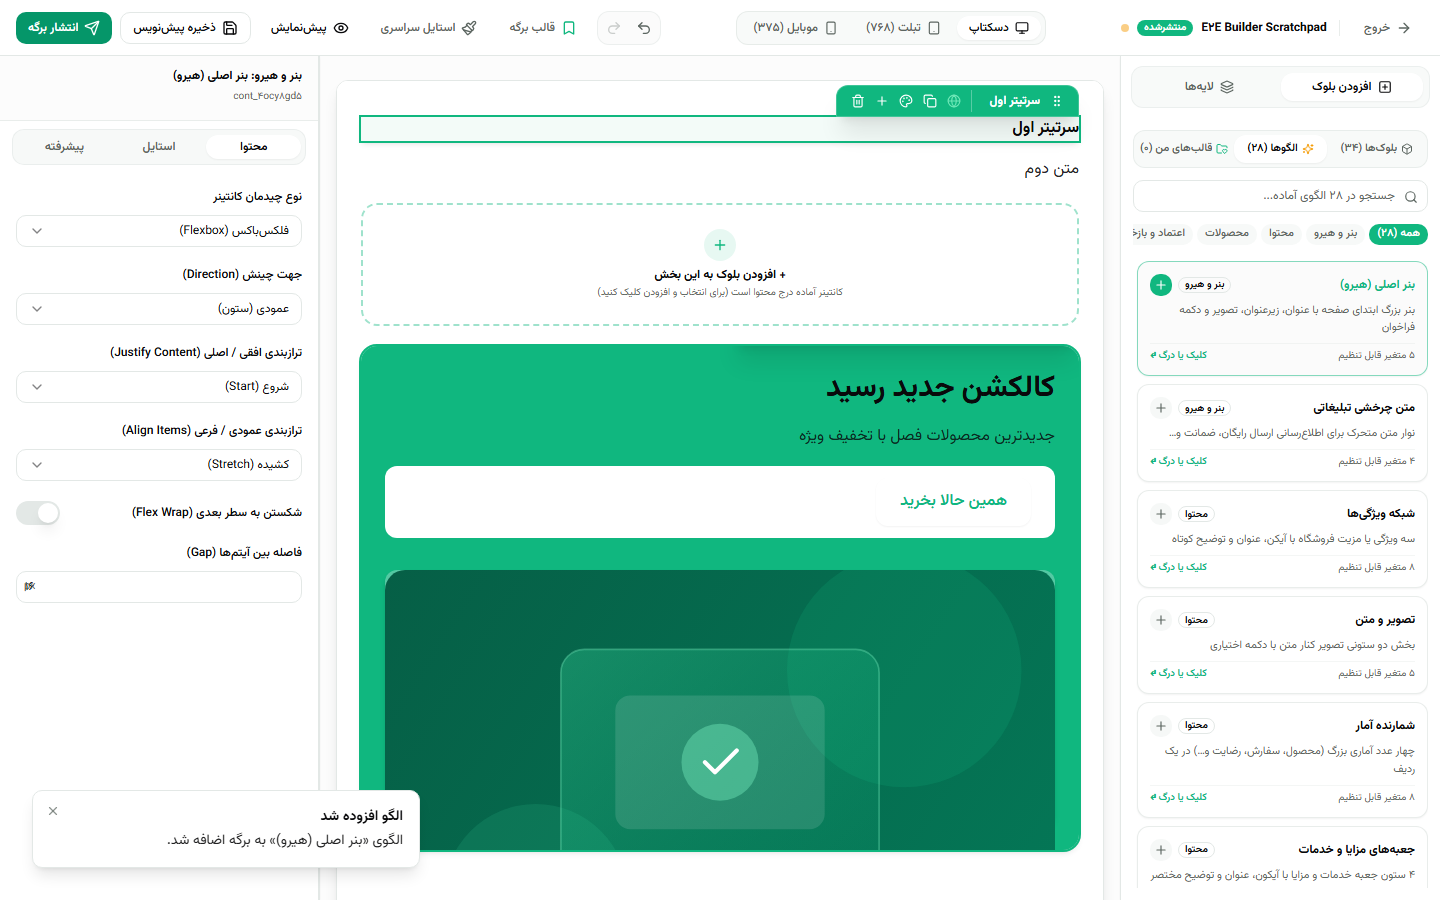 خروج
E2E Builder Scratchpad
منتشرشده
دسکتاپ
تبلت (۷۶۸)
موبایل (۳۷۵)
قالب برگه
استایل سراسری
پیش‌نمایش
ذخیره پیش‌نویس
انتشار برگه
افزودن بلوک
لایه‌ها
بلوک‌ها (۳۴)
الگوها (۲۸)
قالب‌های من (۰)
جستجو در ۲۸ الگوی آماده...
همه (۲۸)
بنر و هیرو
محتوا
محصولات
اعتماد و بازخ
بنر اصلی (هیرو)
بنر و هیرو
بنر بزرگ ابتدای صفحه با عنوان، زیرعنوان، تصویر و دکمه
فراخوان
۵ متغیر قابل تنظیم
کلیک یا درگ
متن چرخشی تبلیغاتی
بنر و هیرو
نوار متن متحرک برای اطلاع‌رسانی ارسال رایگان، ضمانت و...
۴ متغیر قابل تنظیم
کلیک یا درگ
شبکه ویژگی‌ها
محتوا
سه ویژگی یا مزیت فروشگاه با آیکن، عنوان و توضیح کوتاه
۸ متغیر قابل تنظیم
کلیک یا درگ
تصویر و متن
محتوا
بخش دو ستونی تصویر کنار متن با دکمه اختیاری
۵ متغیر قابل تنظیم
کلیک یا درگ
شمارنده آمار
محتوا
چهار عدد آماری بزرگ (محصول، سفارش، رضایت و...) در یک
ردیف
۸ متغیر قابل تنظیم
کلیک یا درگ
جعبه‌های مزایا و خدمات
محتوا
۴ ستون جعبه خدمات و مزایا با آیکون، عنوان و توضیح مختصر
سرتیتر اول
سرتیتر اول
متن دوم
+ افزودن بلوک به این بخش
کانتینر آماده درج محتوا است (برای انتخاب و افزودن کلیک کنید)
کالکشن جدید رسید
جدیدترین محصولات فصل با تخفیف ویژه
همین حالا بخرید
بنر و هیرو: بنر اصلی (هیرو)
cont_۴ocy۸gd۵
محتوا
استایل
پیشرفته
نوع چیدمان کانتینر
فلکس‌باکس (Flexbox)
جهت چینش (Direction)
عمودی (ستون)
ترازبندی افقی / اصلی (Justify Content)
شروع (Start)
ترازبندی عمودی / فرعی (Align Items)
کشیده (Stretch)
شکستن به سطر بعدی (Flex Wrap)
فاصله بین آیتم‌ها (Gap)
الگو افزوده شد
الگوی «بنر اصلی (هیرو)» به برگه اضافه شد.